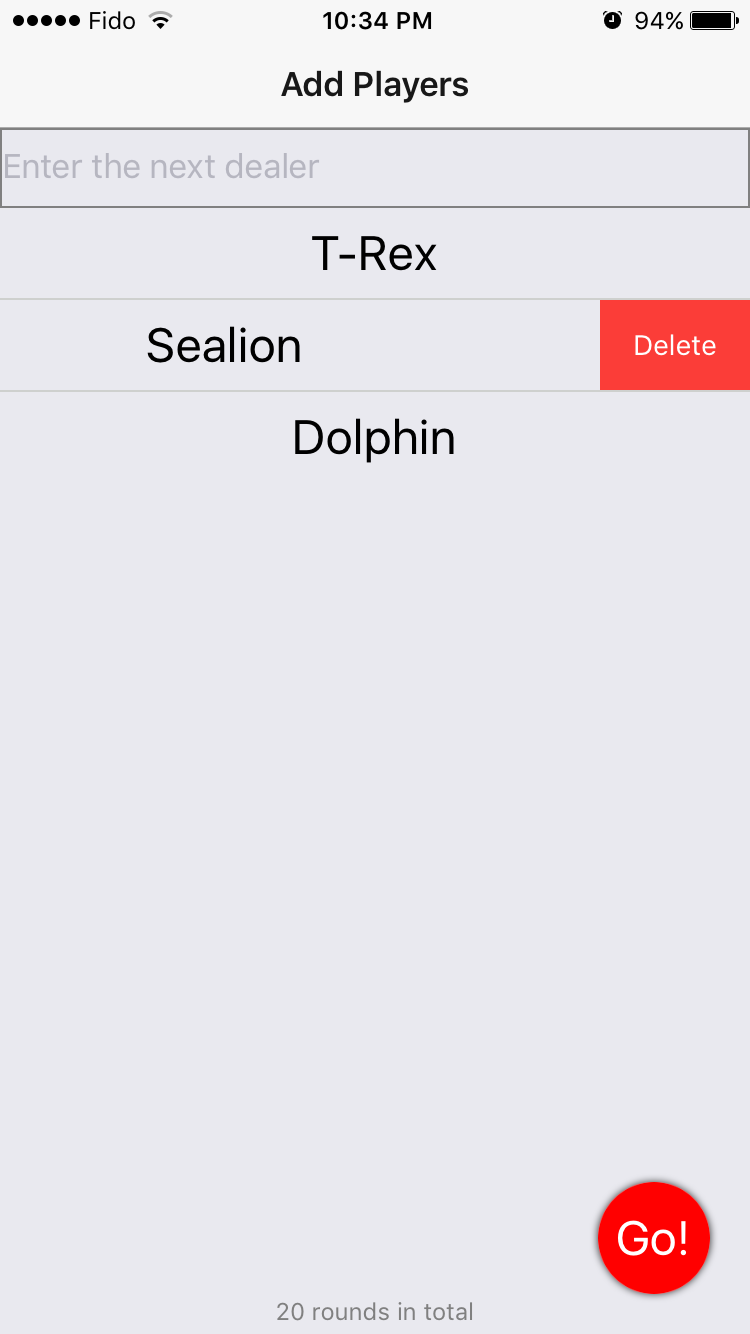 Fido 10:34 PM 94%
Add Players
Enter the next dealer
T-Rex
Sealion Delete
Dolphin
Go!
20 rounds in total